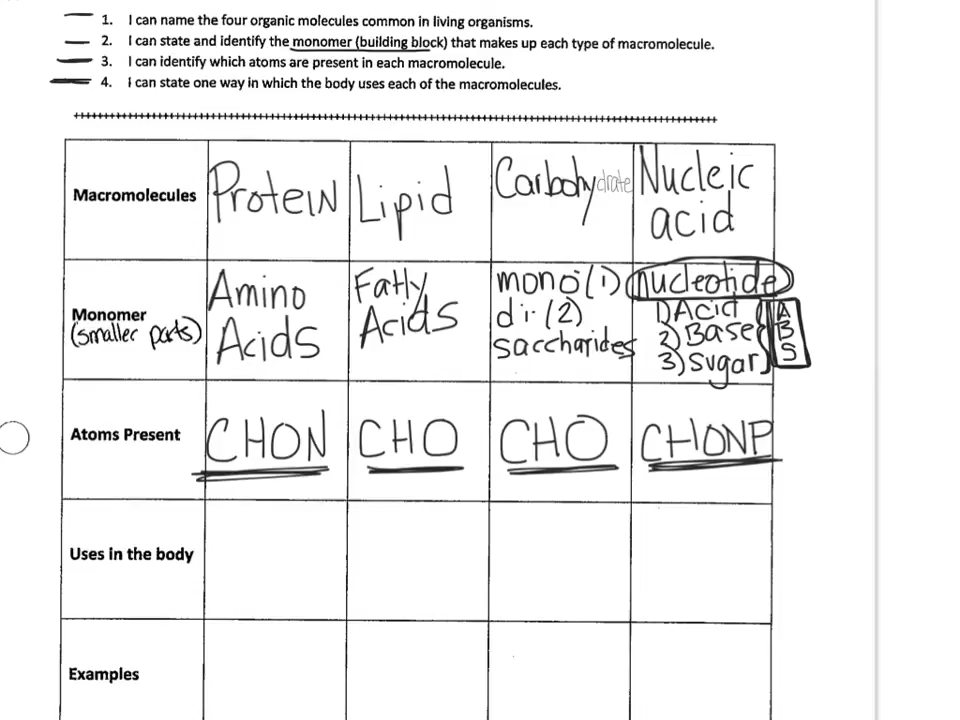 1. I can name the four organic molecules common in living organisms.
2. I can state and identify the monomer (building block) that makes up each type of macromolecule.
3. I can identify which atoms are present in each macromolecule.
4. I can state one way in which the body uses each of the macromolecules.
++++++++++++++++++++++++++++++++++++++++++++++++++++++++++++++++++++++++++++++++
Macromolecules
Protein
Lipid
Carbohydrate
Nucleic
acid
Monomer
(smaller parts)
Amino
Acids
Fatty
Acids
mono (1)
di (2)
saccharides
nucleotide
1) Acid
2) Base
3) sugar
A
B
S
Atoms Present
CHON
CHO
CHO
CHONP
Uses in the body
Examples